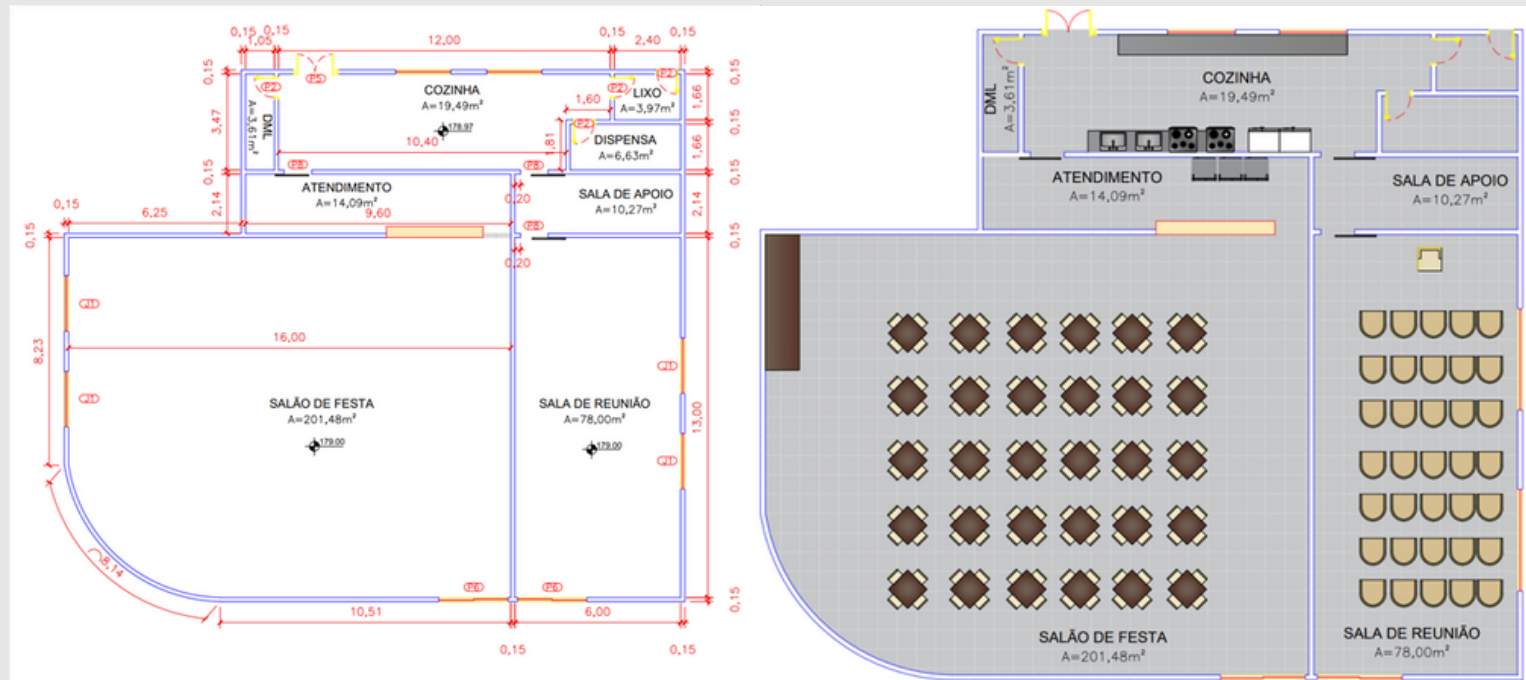 0,15 0,15 0,15 0,15
1,05 12,00 2,40
0,15
P5
P2
P2
P2
COZINHA
A=19,49m²
LIXO
A=3,97m²
1,66
0,15
3,47
DML
A=3,61m²
178.97
1,60
P2
DISPENSA
A=6,63m²
1,81
10,40
1,66
P8
P8
0,15
0,15
ATENDIMENTO
A=14,09m²
0,20
SALA DE APOIO
A=10,27m²
2,14
2,14
0,15
6,25
9,60
P8
0,15
0,15
0,20
J1
16,00
8,23
J1
J1
SALÃO DE FESTA
A=201,48m²
179.00
SALA DE REUNIÃO
A=78,00m²
179.00
13,00
J1
8,14
P6
P6
10,51
6,00
0,15
0,15
0,15
COZINHA
A=19,49m²
DML
A=3,61m²
ATENDIMENTO
A=14,09m²
SALA DE APOIO
A=10,27m²
SALÃO DE FESTA
A=201,48m²
SALA DE REUNIÃO
A=78,00m²